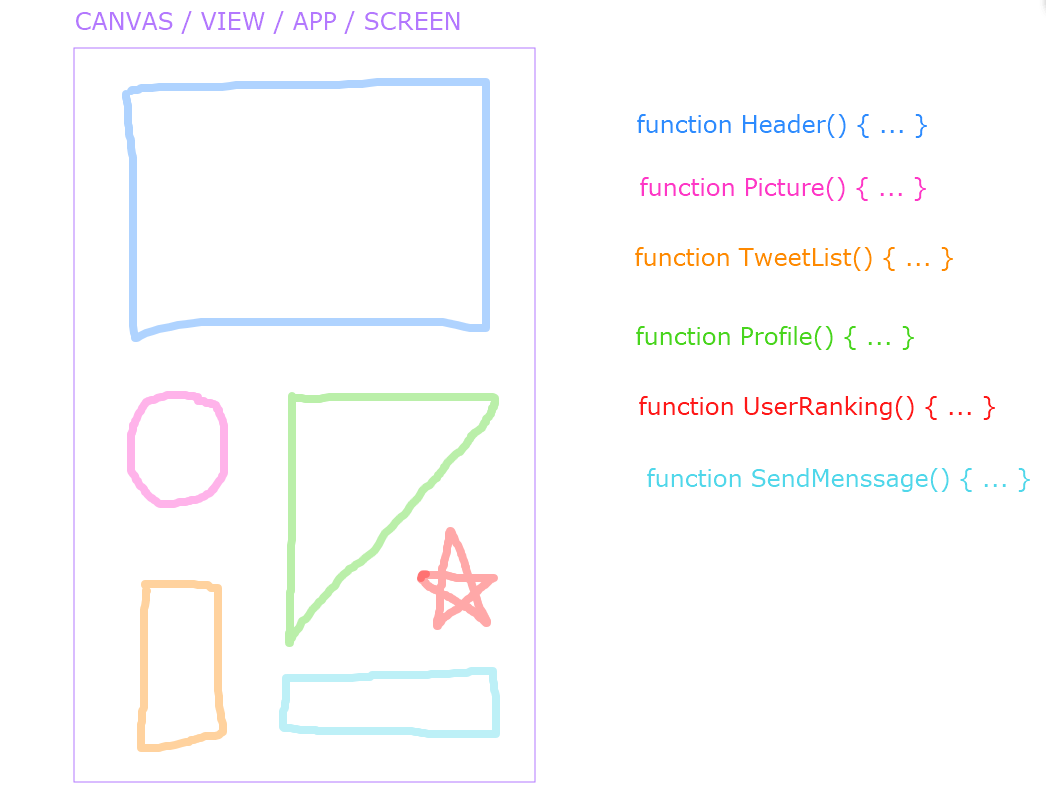 CANVAS / VIEW / APP / SCREEN
function Header() { ... }
function Picture() { ... }
function TweetList() { ... }
function Profile() { ... }
function UserRanking() { ... }
function SendMenssage() { ... }